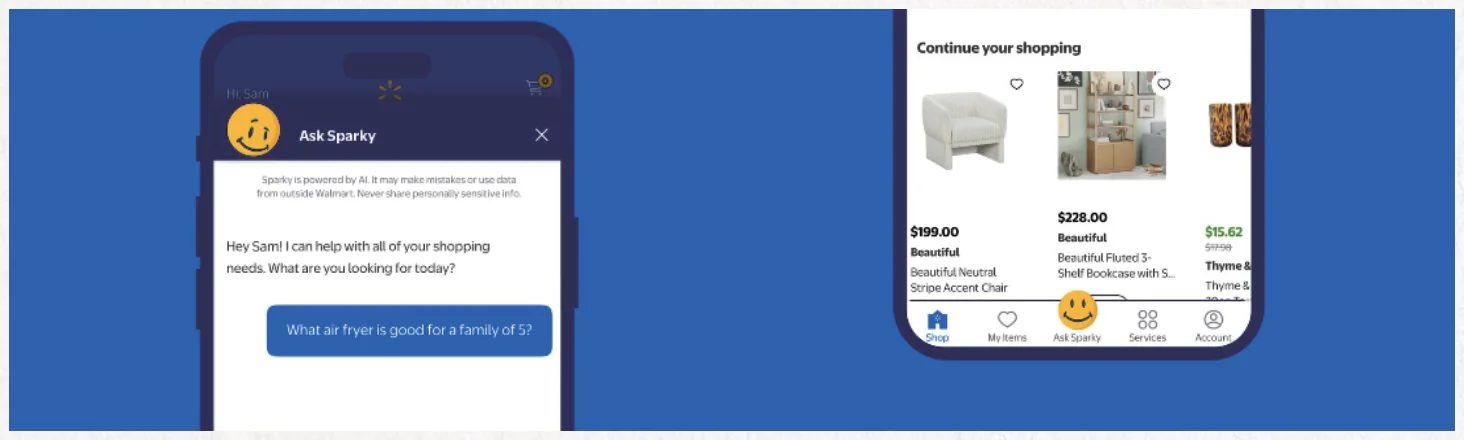 Hi, Sam
0
Ask Sparky
Sparky is powered by AI. It may make mistakes or use data
from outside Walmart. Never share personally sensitive info.
Hey Sam! I can help with all of your shopping
needs. What are you looking for today?
What air fryer is good for a family of 5?
Continue your shopping
$199.00
Beautiful
Beautiful Neutral
Stripe Accent Chair
$228.00
Beautiful
Beautiful Fluted 3-
Shelf Bookcase with S...
$15.62
$17.98
Thyme &
Thyme &
Shop
My Items
Ask Sparky
Services
Account